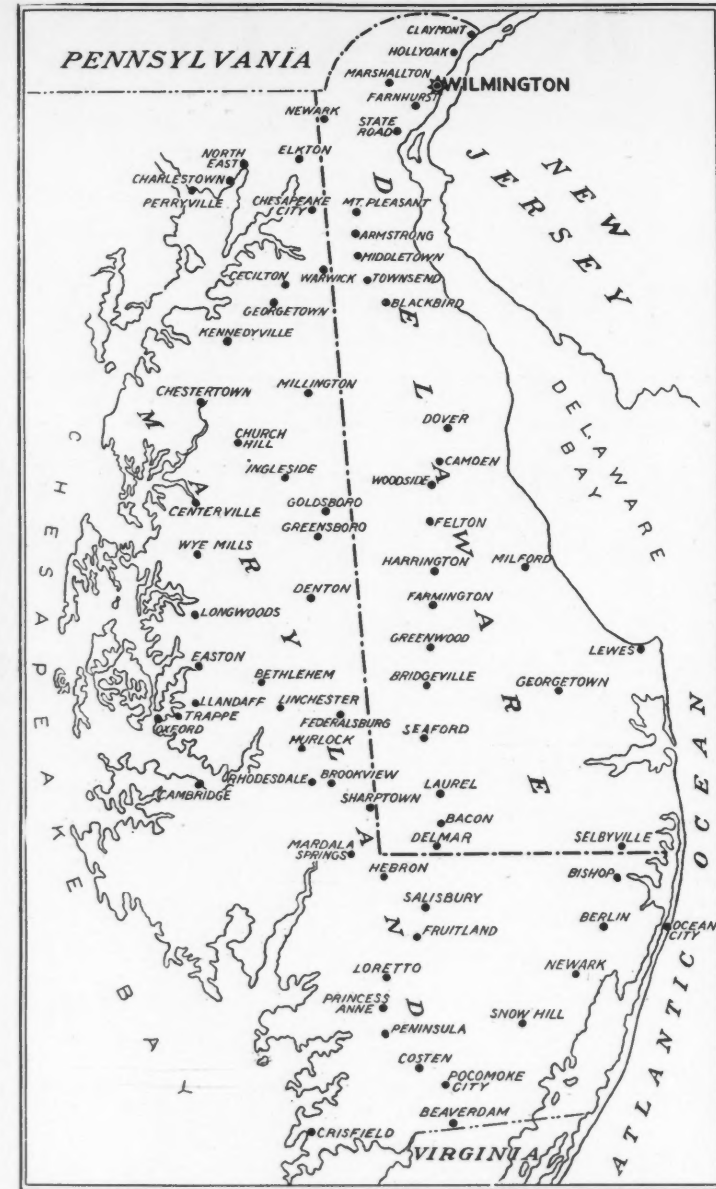 CLAYMONT
HOLLYOAK
PENNSYLVANIA
MARSHALLTON
WILMINGTON
FARNHURST
NEWARK
STATE
ROAD
NEW
JERSEY
NORTH
EAST
ELKTON
CHARLESTOWN
PERRYVILLE
CHESAPEAKE
CITY
MT. PLEASANT
ARMSTRONG
MIDDLETOWN
WARWICK
CECILTON
TOWNSEND
GEORGETOWN
BLACKBIRD
KENNEDYVILLE
DELAWARE
DELAWARE
BAY
MILLINGTON
CHESTERTOWN
MARYLAND
CHURCH
HILL
DOVER
CAMDEN
INGLESIDE
WOODSIDE
CENTERVILLE
GOLDSBORO
GREENSBORO
FELTON
WYE MILLS
HARRINGTON
MILFORD
DENTON
FARMINGTON
LONGWOODS
GREENWOOD
LEWES
EASTON
BETHLEHEM
BRIDGEVILLE
GEORGETOWN
LLANDAFF
LINCHESTER
TRAPPE
OXFORD
FEDERALSBURG
HURLOCK
SEAFORD
CHESAPEAKE
BAY
RHODESDALE
BROOKVIEW
CAMBRIDGE
LAUREL
SHARPTOWN
BACON
MARDALA
SPRINGS
DELMAR
SELBYVILLE
HEBRON
BISHOP
SALISBURY
FRUITLAND
BERLIN
OCEAN
CITY
LORETTO
NEWARK
PRINCESS
ANNE
PENINSULA
SNOW HILL
COSTEN
POCOMOKE
CITY
BEAVERDAM
CRISFIELD
VIRGINIA
ATLANTIC OCEAN